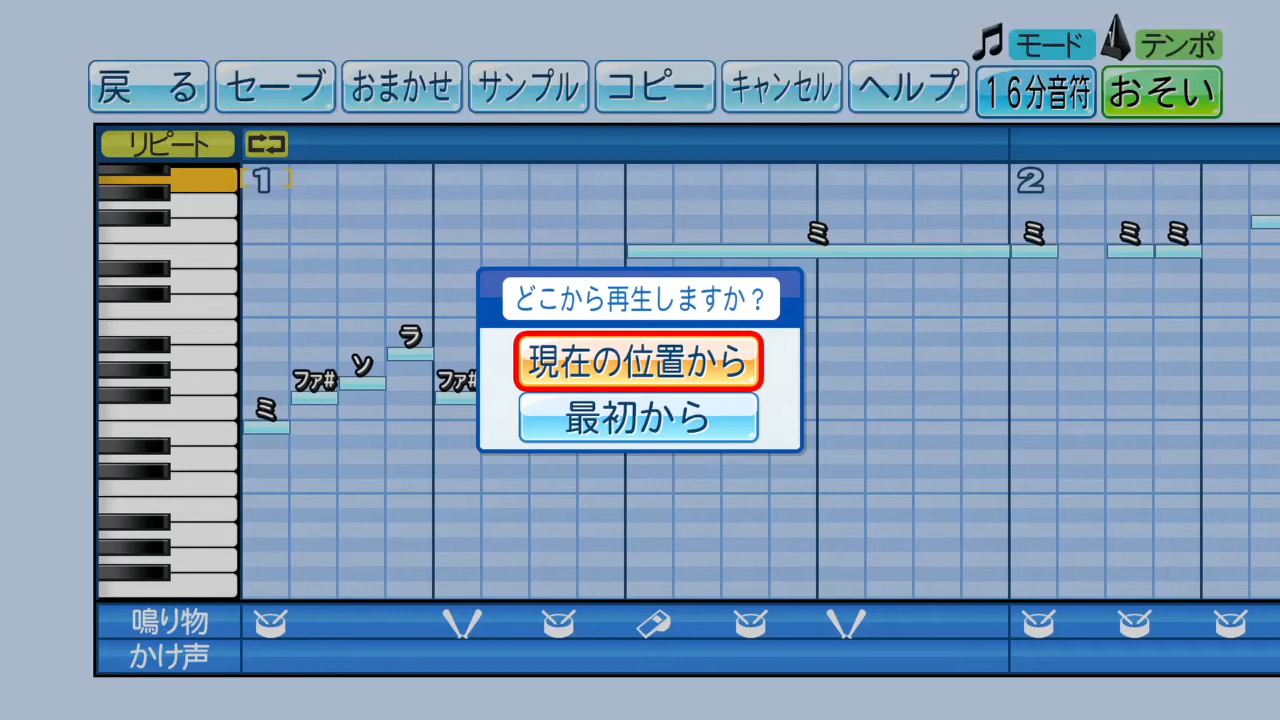 モード
テンポ
戻る
セーブ
おまかせ
サンプル
コピー
キャンセル
ヘルプ
16分音符
おそい
リピート
1
2
ミ
ミ
ミ
ミ
ラ
ソ
ファ#
ファ#
ミ
どこから再生しますか？
現在の位置から
最初から
鳴り物
かけ声